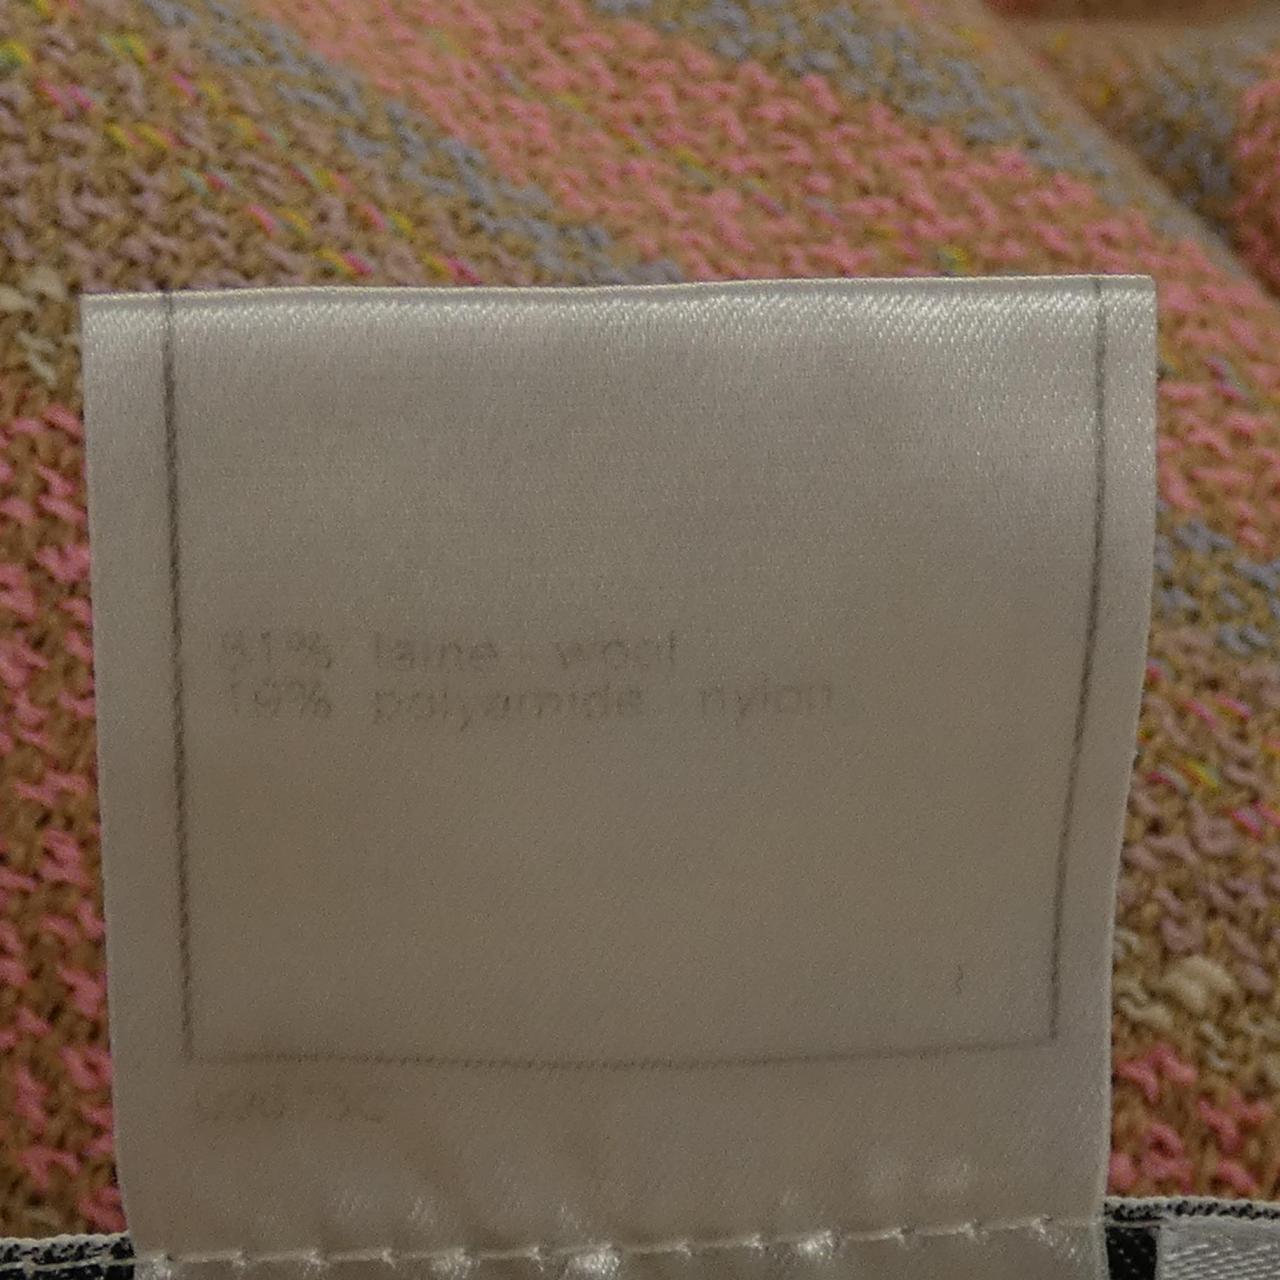 81% laine wool
19% polyamide nylon